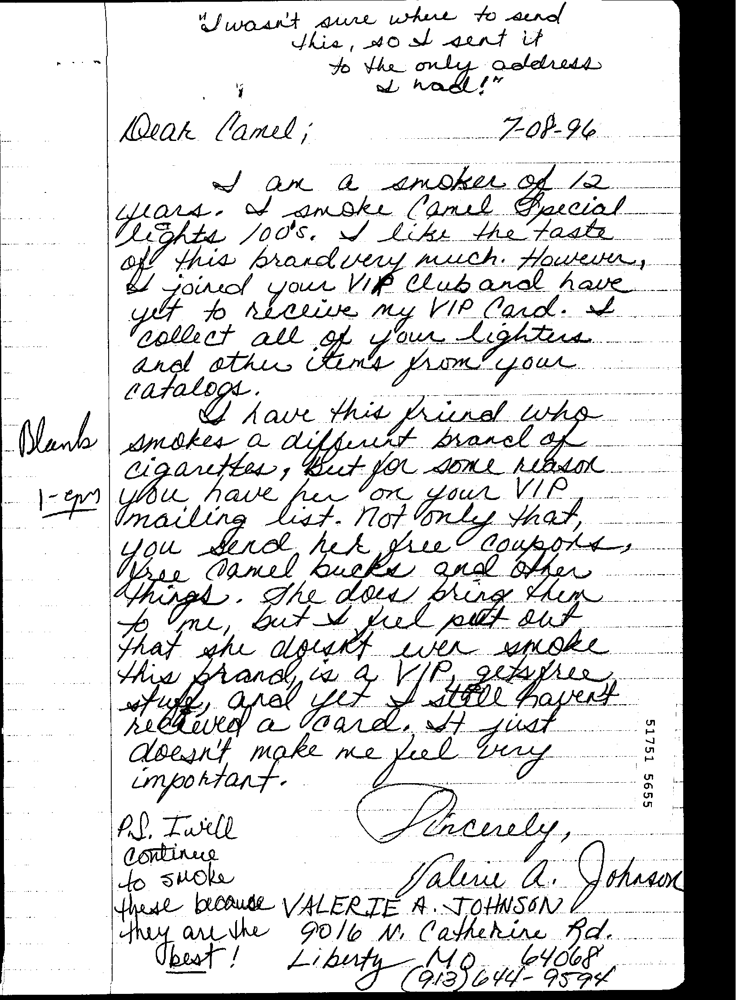 "I wasn't sure where to send
this, so I sent it
to the only address
I had!"
Dear Camel; 7-08-96
I am a smoker of 12
years. I smoke Camel Special
lights 100's. I like the taste
of this brand very much. However,
I joined your VIP Club and have
yet to receive my VIP Card. I
collect all of your lighters
and other items from your
catalogs.
I have this friend who
smokes a different brand of
cigarettes, but for some reason
you have her on your VIP
mailing list. Not only that,
you send her free coupons,
free Camel bucks and other
things. She does bring them
to me, but I feel put out
that she doesn't even smoke
this brand, is a VIP, gets free
stuff, and yet I still haven't
recieved a card. It just
doesn't make me feel very
important.
Blank
1-
51751 5655
Sincerely,
Valerie A. Johnson
P.S. I will
continue
to smoke
these because
they are the
best!
VALERIE A. JOHNSON
9016 N. Catherine Rd.
Liberty MO 64068
(913) 644-9594